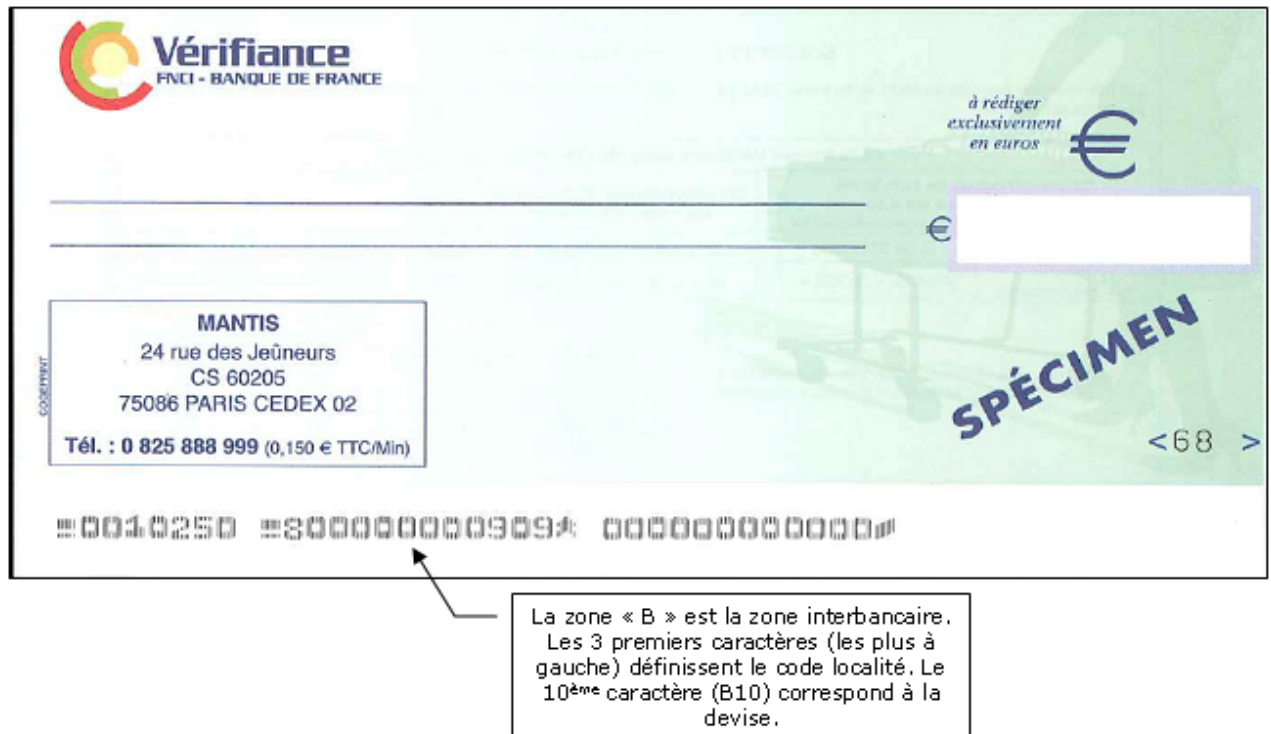 Vérifiance
FNCI - BANQUE DE FRANCE
à rédiger
exclusivement
en euros
€
€
MANTIS
24 rue des Jeûneurs
CS 60205
75086 PARIS CEDEX 02
Tél. : 0 825 888 999 (0,150 € TTC/Min)
CODEPRINT
SPÉCIMEN
<68 >
0010250 800000000909 000000000000
La zone « B » est la zone interbancaire.
Les 3 premiers caractères (les plus à
gauche) définissent le code localité. Le
10ème caractère (B10) correspond à la
devise.